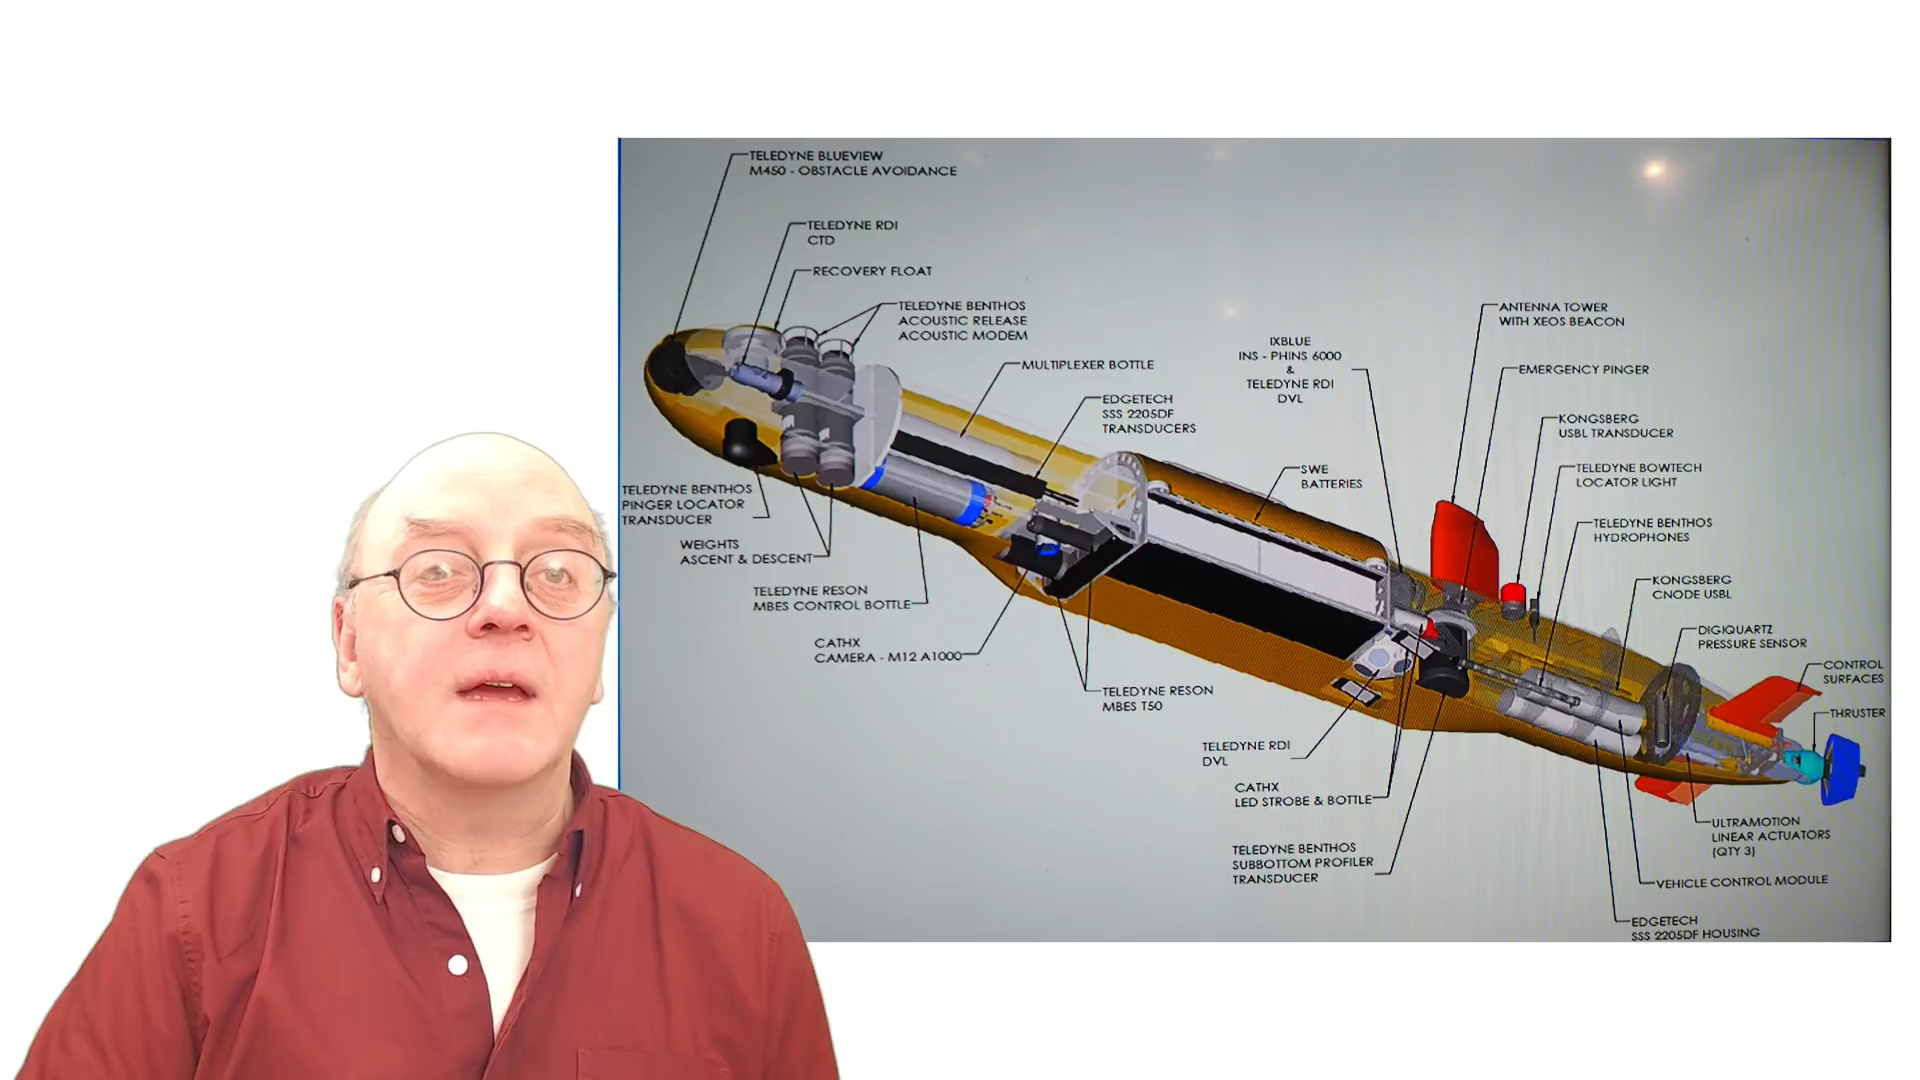 TELEDYNE BLUEVIEW
M450 - OBSTACLE AVOIDANCE
TELEDYNE RDI
CTD
RECOVERY FLOAT
TELEDYNE BENTHOS
ACOUSTIC RELEASE
ACOUSTIC MODEM
MULTIPLEXER BOTTLE
EDGETECH
SSS 2205DF
TRANSDUCERS
IXBLUE
INS - PHINS 6000
&
TELEDYNE RDI
DVL
SWE
BATTERIES
ANTENNA TOWER
WITH XEOS BEACON
EMERGENCY PINGER
KONGSBERG
USBL TRANSDUCER
TELEDYNE BOWTECH
LOCATOR LIGHT
TELEDYNE BENTHOS
HYDROPHONES
KONGSBERG
CNODE USBL
DIGIQUARTZ
PRESSURE SENSOR
CONTROL
SURFACES
THRUSTER
TELEDYNE BENTHOS
PINGER LOCATOR
TRANSDUCER
WEIGHTS
ASCENT & DESCENT
TELEDYNE RESON
MBES CONTROL BOTTLE
CATHX
CAMERA - M12 A1000
TELEDYNE RESON
MBES T50
TELEDYNE RDI
DVL
CATHX
LED STROBE & BOTTLE
TELEDYNE BENTHOS
SUBBOTTOM PROFILER
TRANSDUCER
ULTRAMOTION
LINEAR ACTUATORS
(QTY 3)
VEHICLE CONTROL MODULE
EDGETECH
SSS 2205DF HOUSING